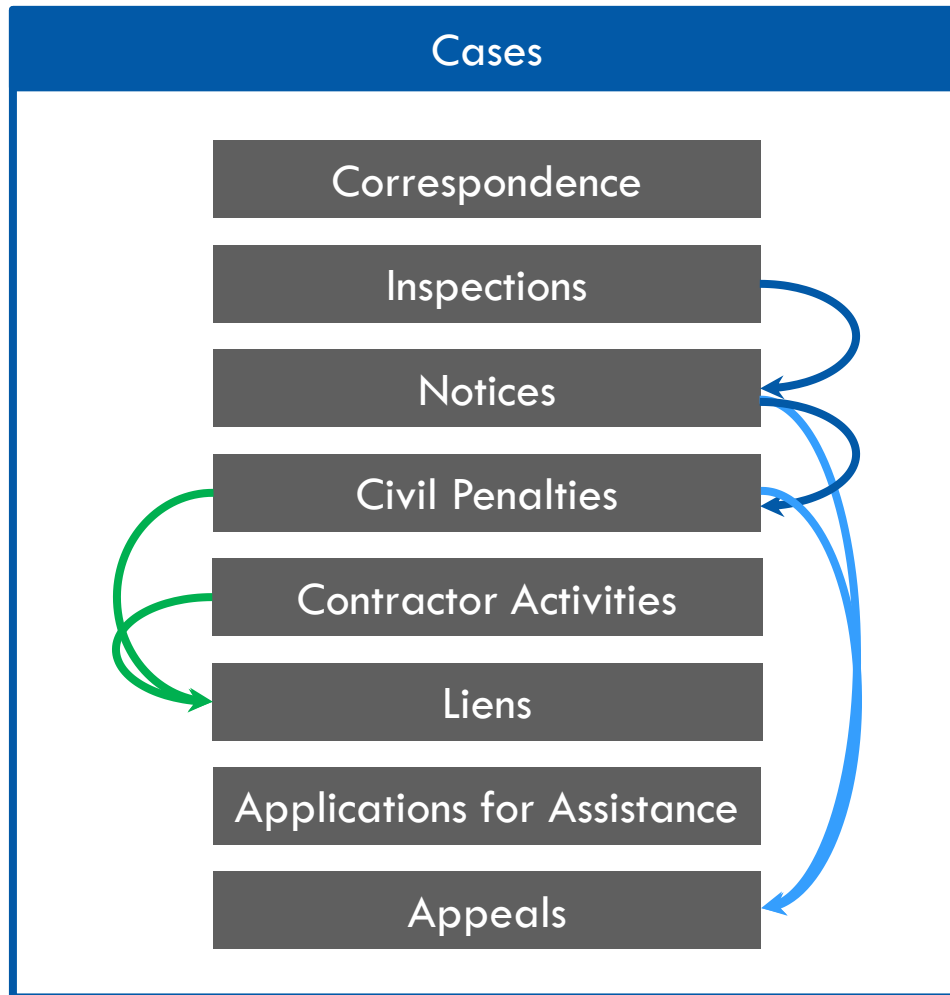 Cases
Correspondence
Inspections
Notices
Civil Penalties
Contractor Activities
Liens
Applications for Assistance
Appeals